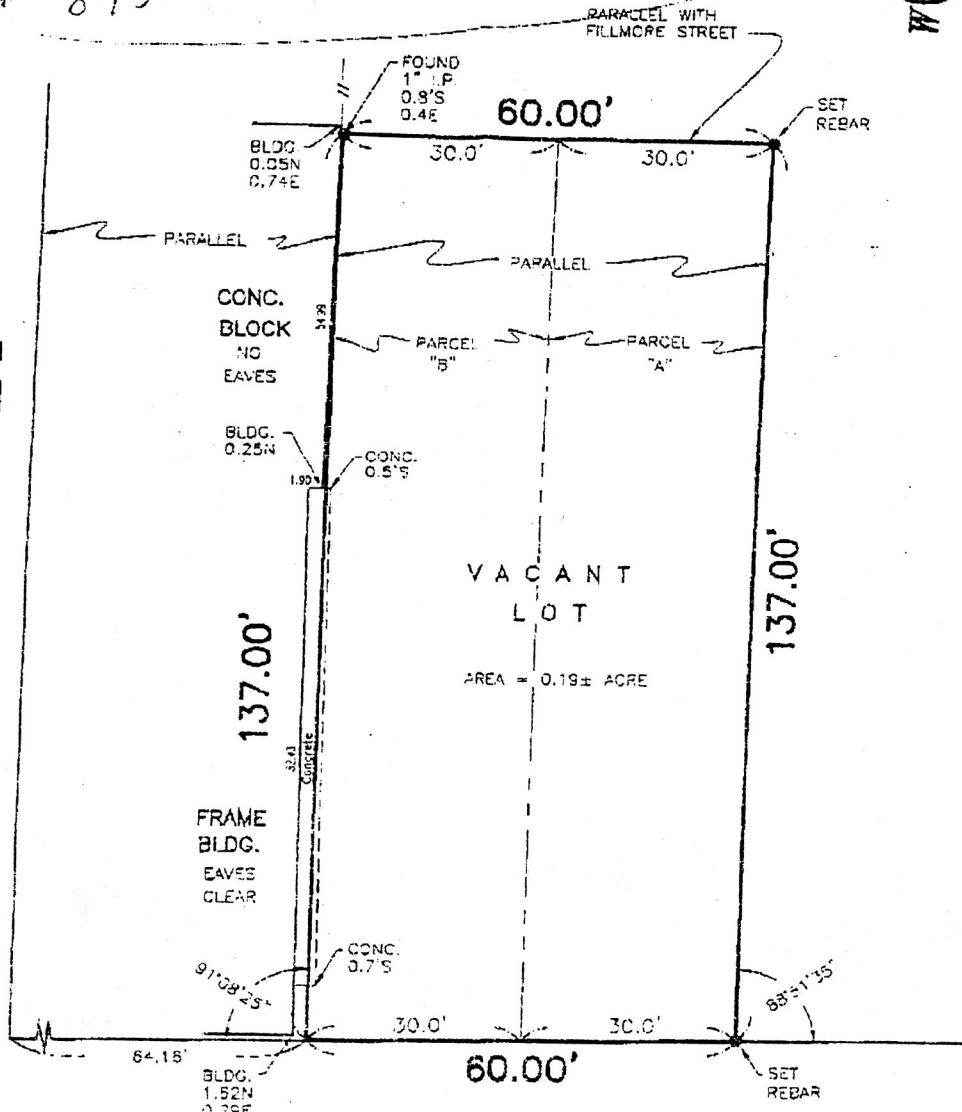 PARALLEL WITH
FILLMORE STREET
FOUND
1" I.P.
0.8'S
0.4E
60.00'
SET
REBAR
30.0'
30.0'
BLDG.
0.05N
0.74E
PARALLEL
PARALLEL
CONC.
BLOCK
NO
EAVES
PARCEL
"B"
PARCEL
"A"
BLDG.
0.25N
CONC.
0.5'S
1.90
VACANT
LOT
AREA = 0.19± ACRE
137.00'
137.00'
Concrete
FRAME
BLDG.
EAVES
CLEAR
CONC.
0.7'S
91°08'25"
88°51'35"
30.0'
30.0'
64.16'
60.00'
BLDG.
1.52N
SET
REBAR